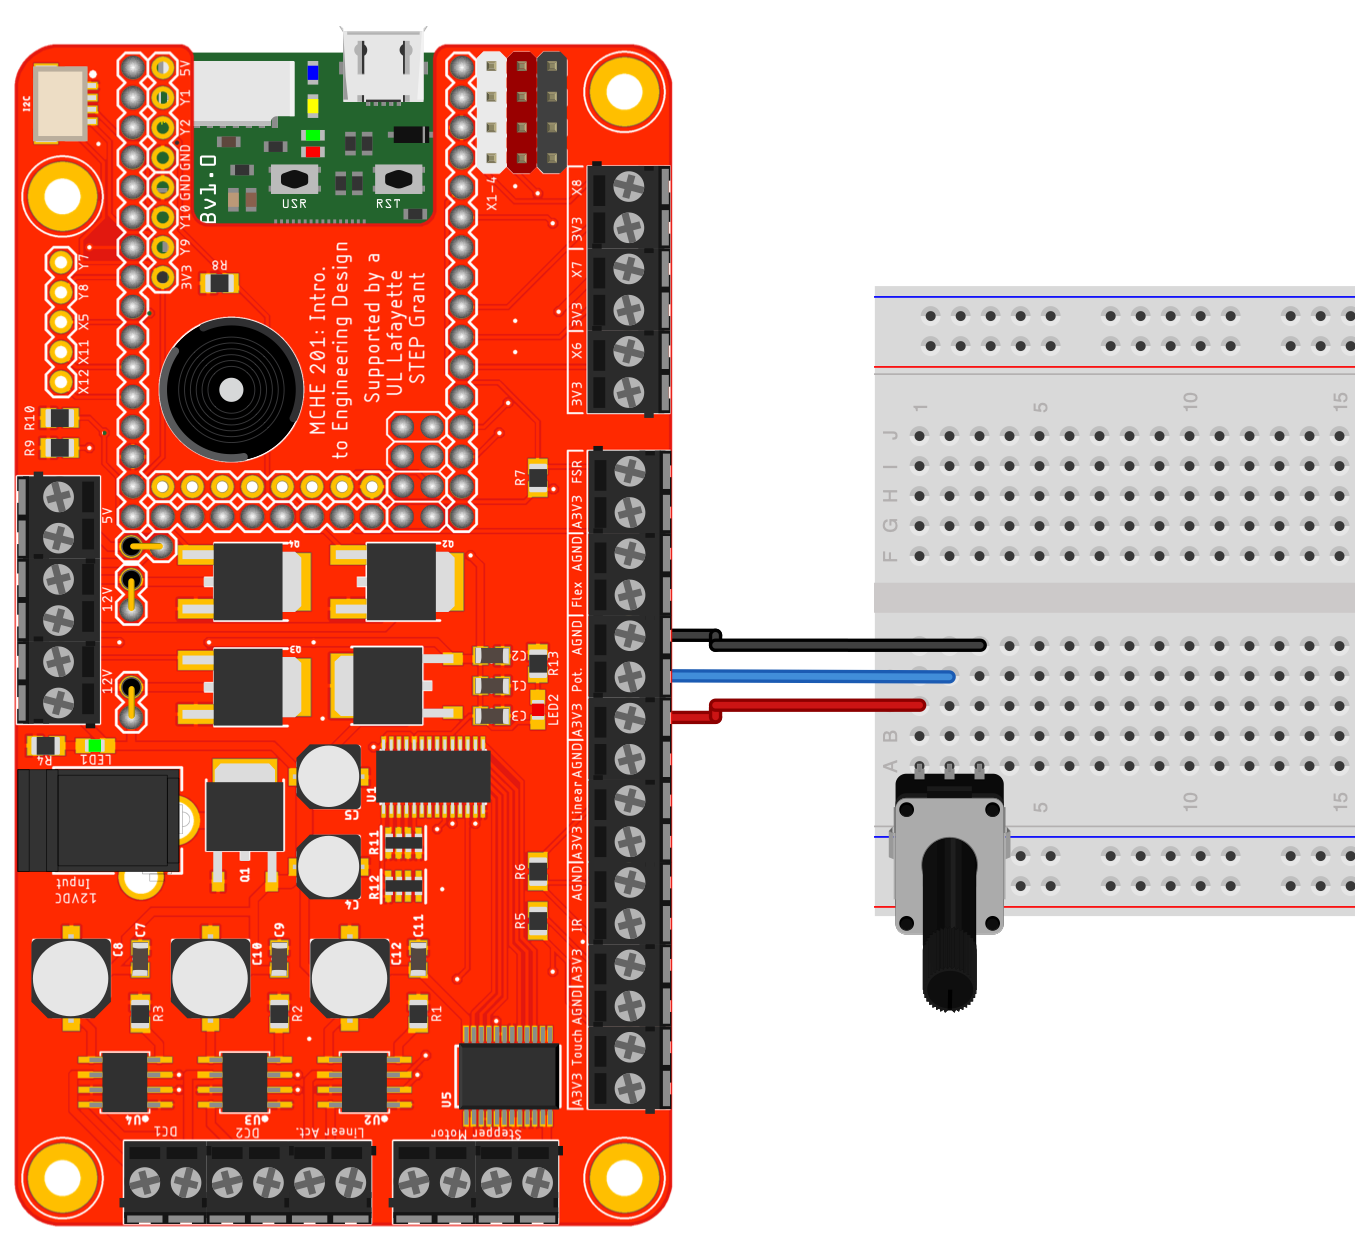 I2C
5V
Y1
Y2
GND
GND
Y10
Y9
3V3
Bv1.0
USR
RST
X1-4
X8
3V3
X7
3V3
X6
3V3
Y7
Y8
X5
X11
X12
R8
MCHE 201: Intro.
to Engineering Design
Supported by a
UL Lafayette
STEP Grant
R10
R9
R7
5V
12V
12V
FSR
A3V3
AGND
Flex
AGND
Pot.
A3V3
AGND
Linear
A3V3
AGND
IR
A3V3
AGND
Touch
A3V3
Q4
Q2
Q3
C2
R13
C1
C3
LED2
R4
LED1
U1
C5
R11
R12
C4
Q1
12VDC
Input
R6
R5
C8
C7
C10
C9
C12
C11
R3
R2
R1
U4
U3
U2
U5
DC1
DC2
Linear Act.
Stepper Motor
1
5
10
15
J
I
H
G
F
B
A
5
10
15